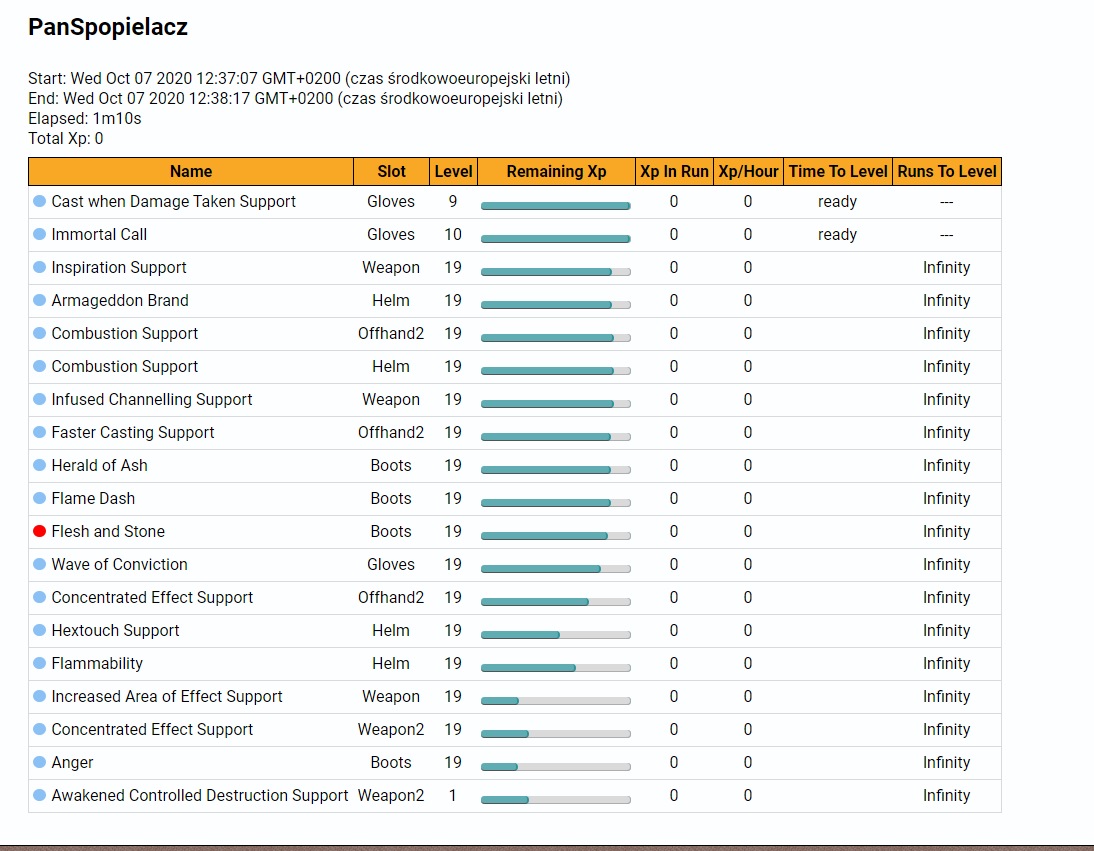 PanSpopielacz
Start: Wed Oct 07 2020 12:37:07 GMT+0200 (czas środkowoeuropejski letni)
End: Wed Oct 07 2020 12:38:17 GMT+0200 (czas środkowoeuropejski letni)
Elapsed: 1m10s
Total Xp: 0
Name Slot Level Remaining Xp Xp In Run Xp/Hour Time To Level Runs To Level
Cast when Damage Taken Support Gloves 9 0 0 ready ---
Immortal Call Gloves 10 0 0 ready ---
Inspiration Support Weapon 19 0 0 Infinity
Armageddon Brand Helm 19 0 0 Infinity
Combustion Support Offhand2 19 0 0 Infinity
Combustion Support Helm 19 0 0 Infinity
Infused Channelling Support Weapon 19 0 0 Infinity
Faster Casting Support Offhand2 19 0 0 Infinity
Herald of Ash Boots 19 0 0 Infinity
Flame Dash Boots 19 0 0 Infinity
Flesh and Stone Boots 19 0 0 Infinity
Wave of Conviction Gloves 19 0 0 Infinity
Concentrated Effect Support Offhand2 19 0 0 Infinity
Hextouch Support Helm 19 0 0 Infinity
Flammability Helm 19 0 0 Infinity
Increased Area of Effect Support Weapon 19 0 0 Infinity
Concentrated Effect Support Weapon2 19 0 0 Infinity
Anger Boots 19 0 0 Infinity
Awakened Controlled Destruction Support Weapon2 1 0 0 Infinity